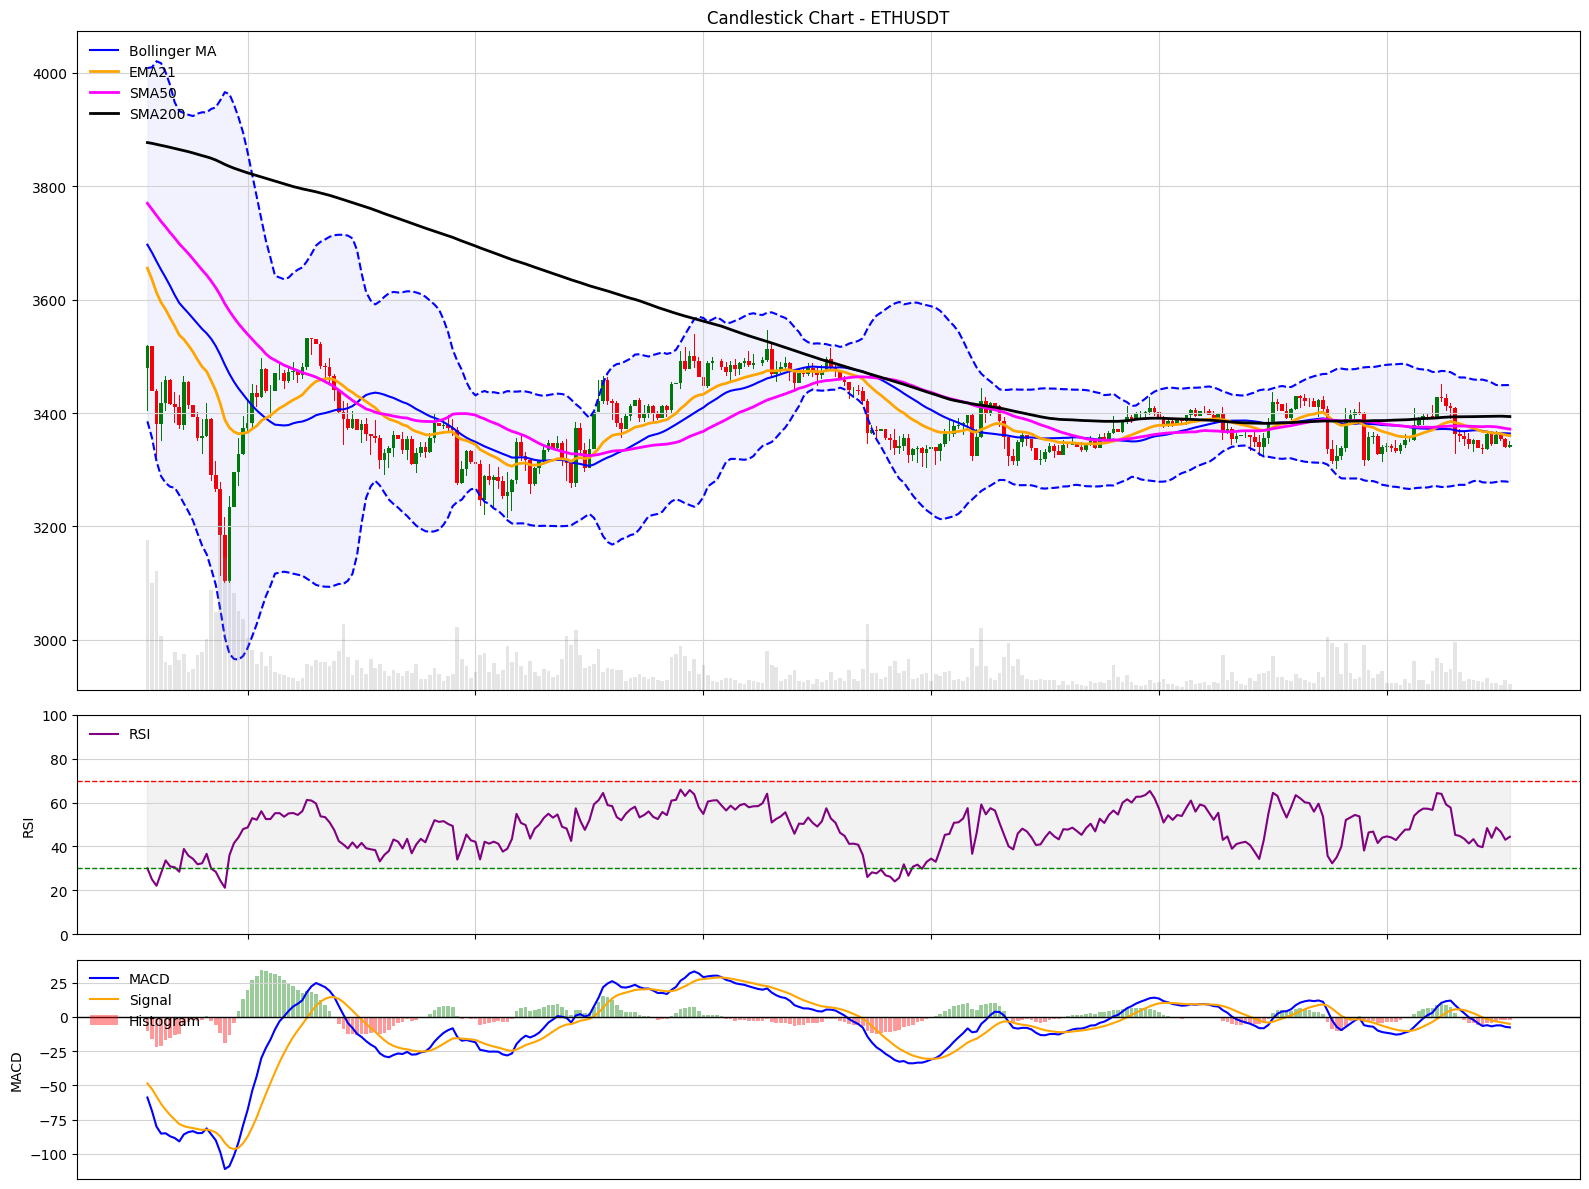 Candlestick Chart - ETHUSDT
Bollinger MA
EMA21
SMA50
SMA200
4000
3800
3600
3400
3200
3000
RSI
100
80
60
40
20
0
RSI
MACD
Signal
Histogram
25
0
−25
−50
−75
−100
MACD